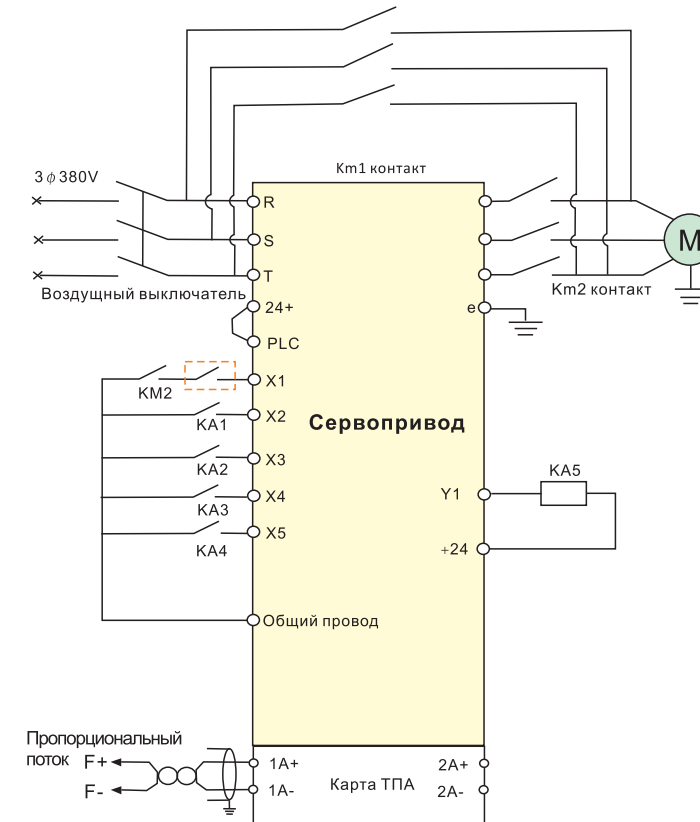 Km1 контакт
3 ϕ 380V
R
S
T
Воздущный выключатель
M
Km2 контакт
24+
e
PLC
KM2
X1
KA1
X2
Сервопривод
KA2
X3
KA3
X4
KA4
X5
KA5
Y1
+24
Общий провод
Пропорциональный
поток
F+
F-
1A+
1A-
Карта ТПА
2A+
2A-